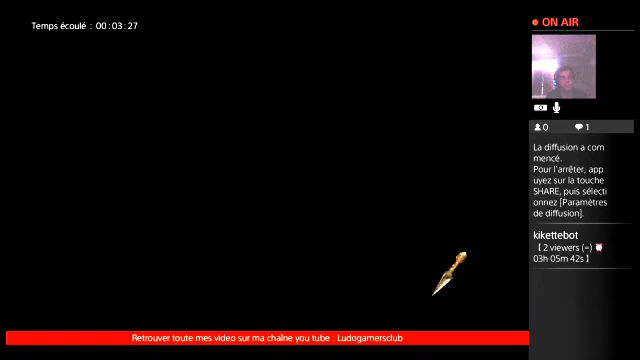 Temps écoulé : 00:03:27
ON AIR
0
1
La diffusion a com
mencé.
Pour l'arrêter, app
uyez sur la touche
SHARE, puis sélecti
onnez [Paramètres
de diffusion].
kikettebot
【 2 viewers (=)
03h 05m 42s 】
Retrouver toute mes video sur ma chaîne you tube : Ludogamersclub